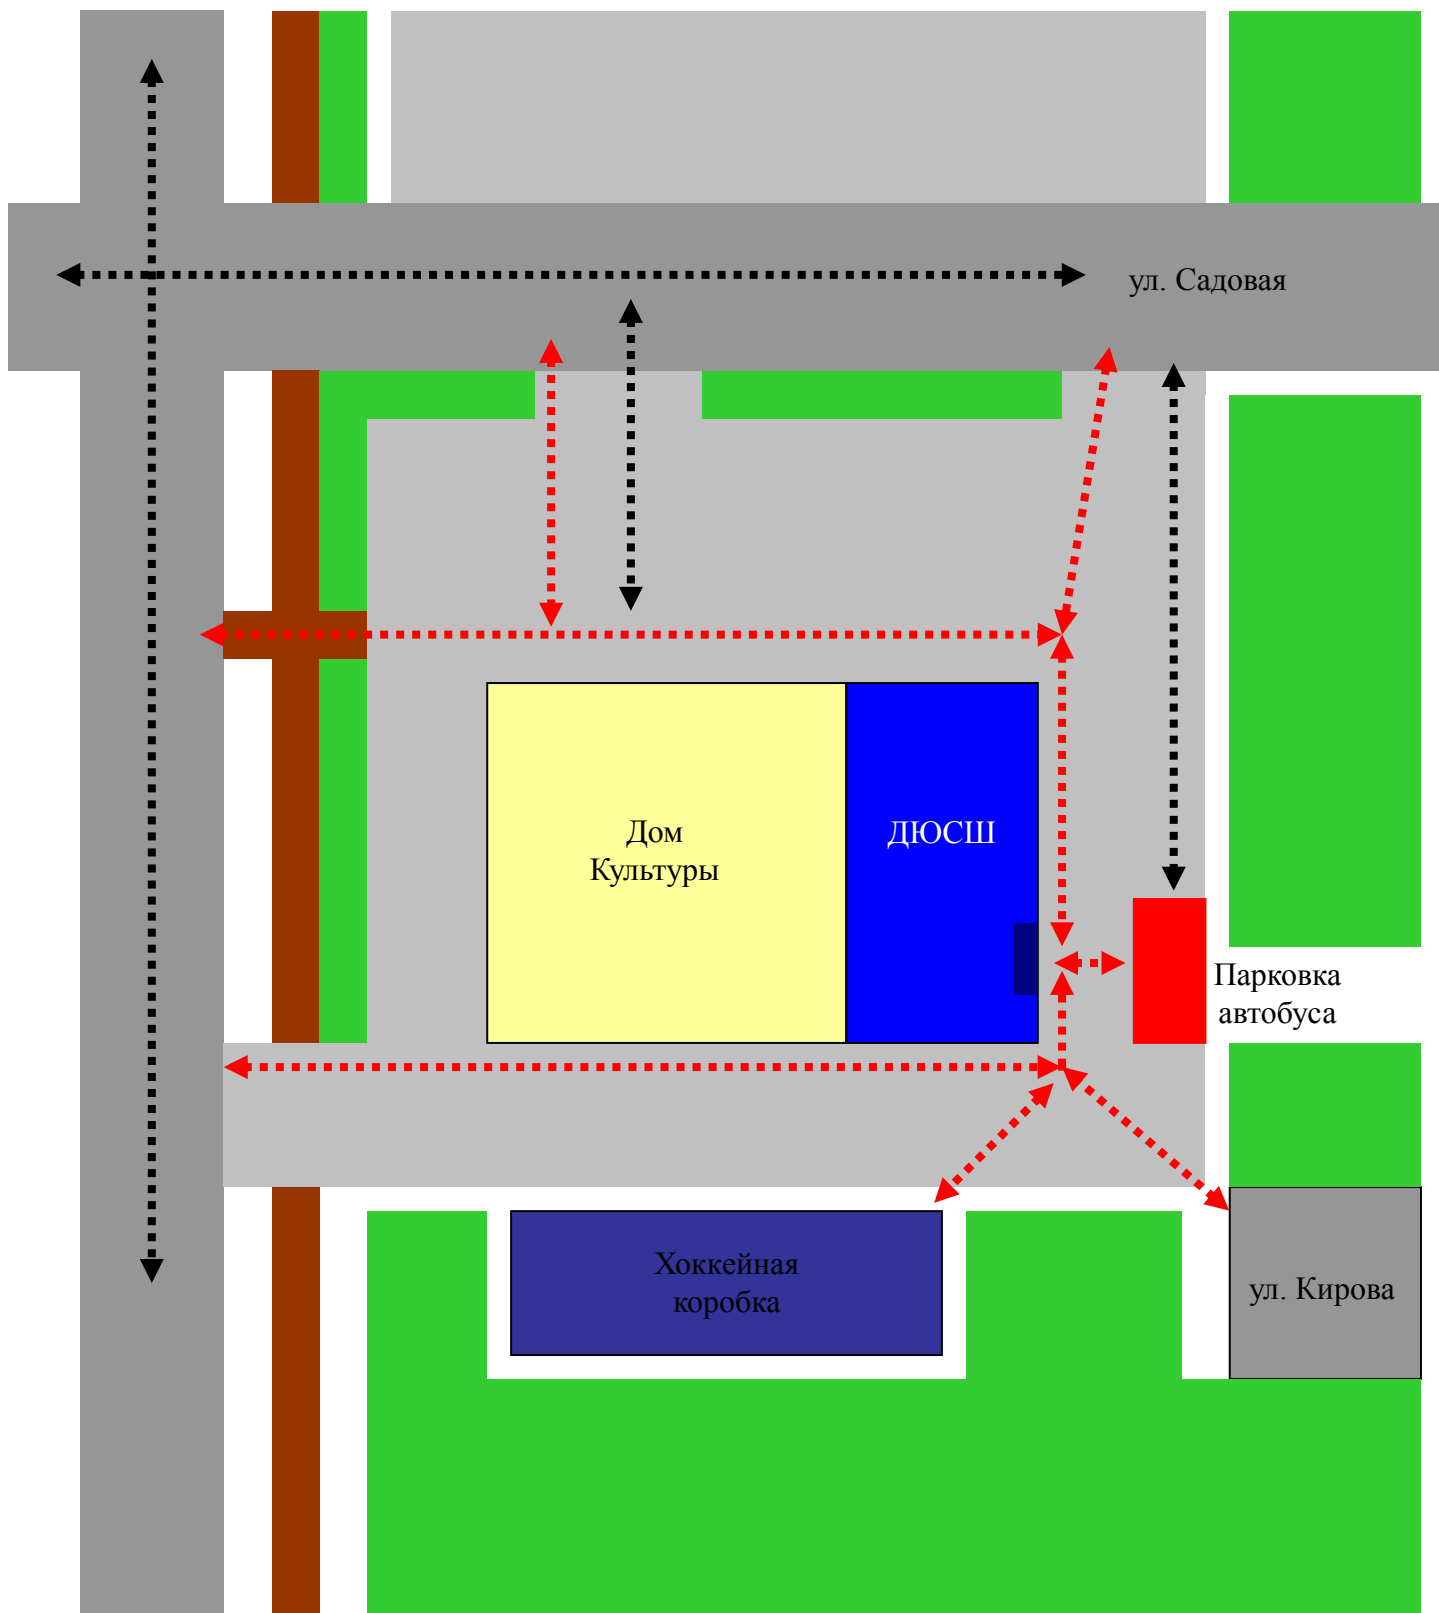 ул. Садовая
Дом
Культуры
ДЮСШ
Парковка
автобуса
Хоккейная
коробка
ул. Кирова